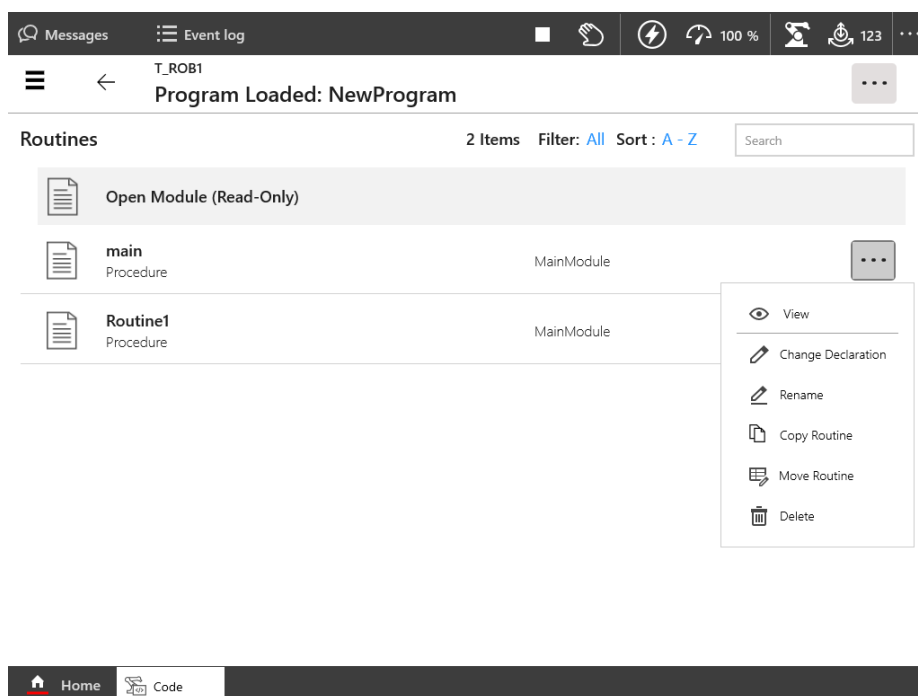 Messages Event log 100 % 123
T_ROB1
Program Loaded: NewProgram
Routines 2 Items Filter: All Sort : A - Z Search
Open Module (Read-Only)
main
Procedure MainModule
View
Routine1
Procedure MainModule
Change Declaration
Rename
Copy Routine
Move Routine
Delete
Home Code